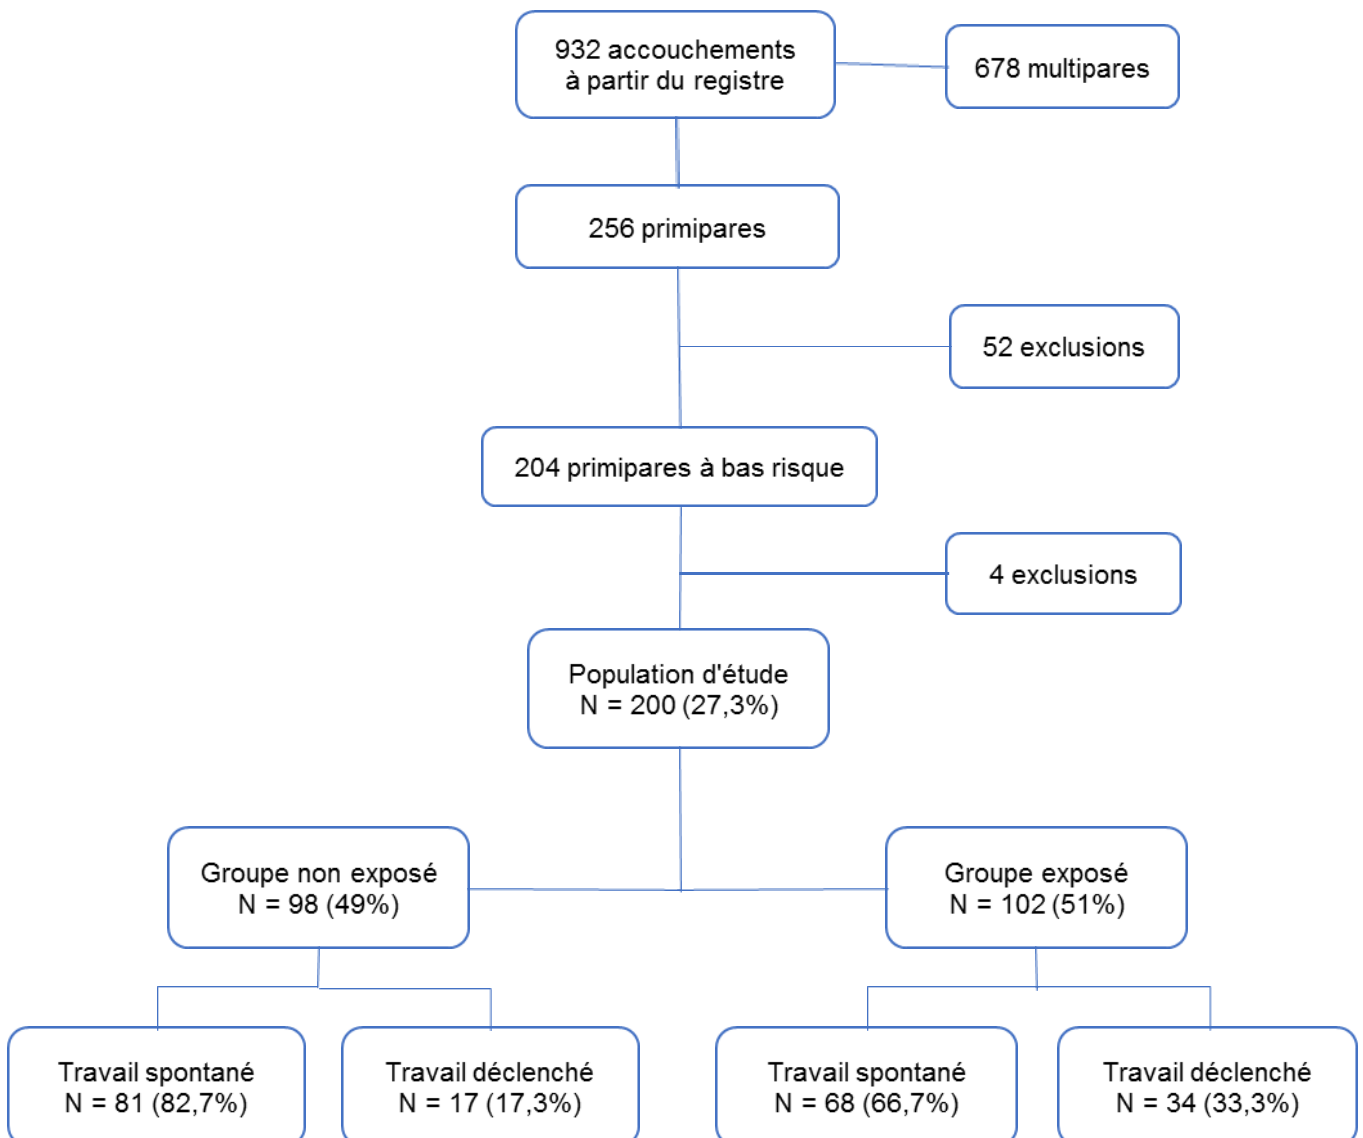 932 accouchements
à partir du registre
678 multipares
256 primipares
52 exclusions
204 primipares à bas risque
4 exclusions
Population d'étude
N = 200 (27,3%)
Groupe non exposé
N = 98 (49%)
Groupe exposé
N = 102 (51%)
Travail spontané
N = 81 (82,7%)
Travail déclenché
N = 17 (17,3%)
Travail spontané
N = 68 (66,7%)
Travail déclenché
N = 34 (33,3%)